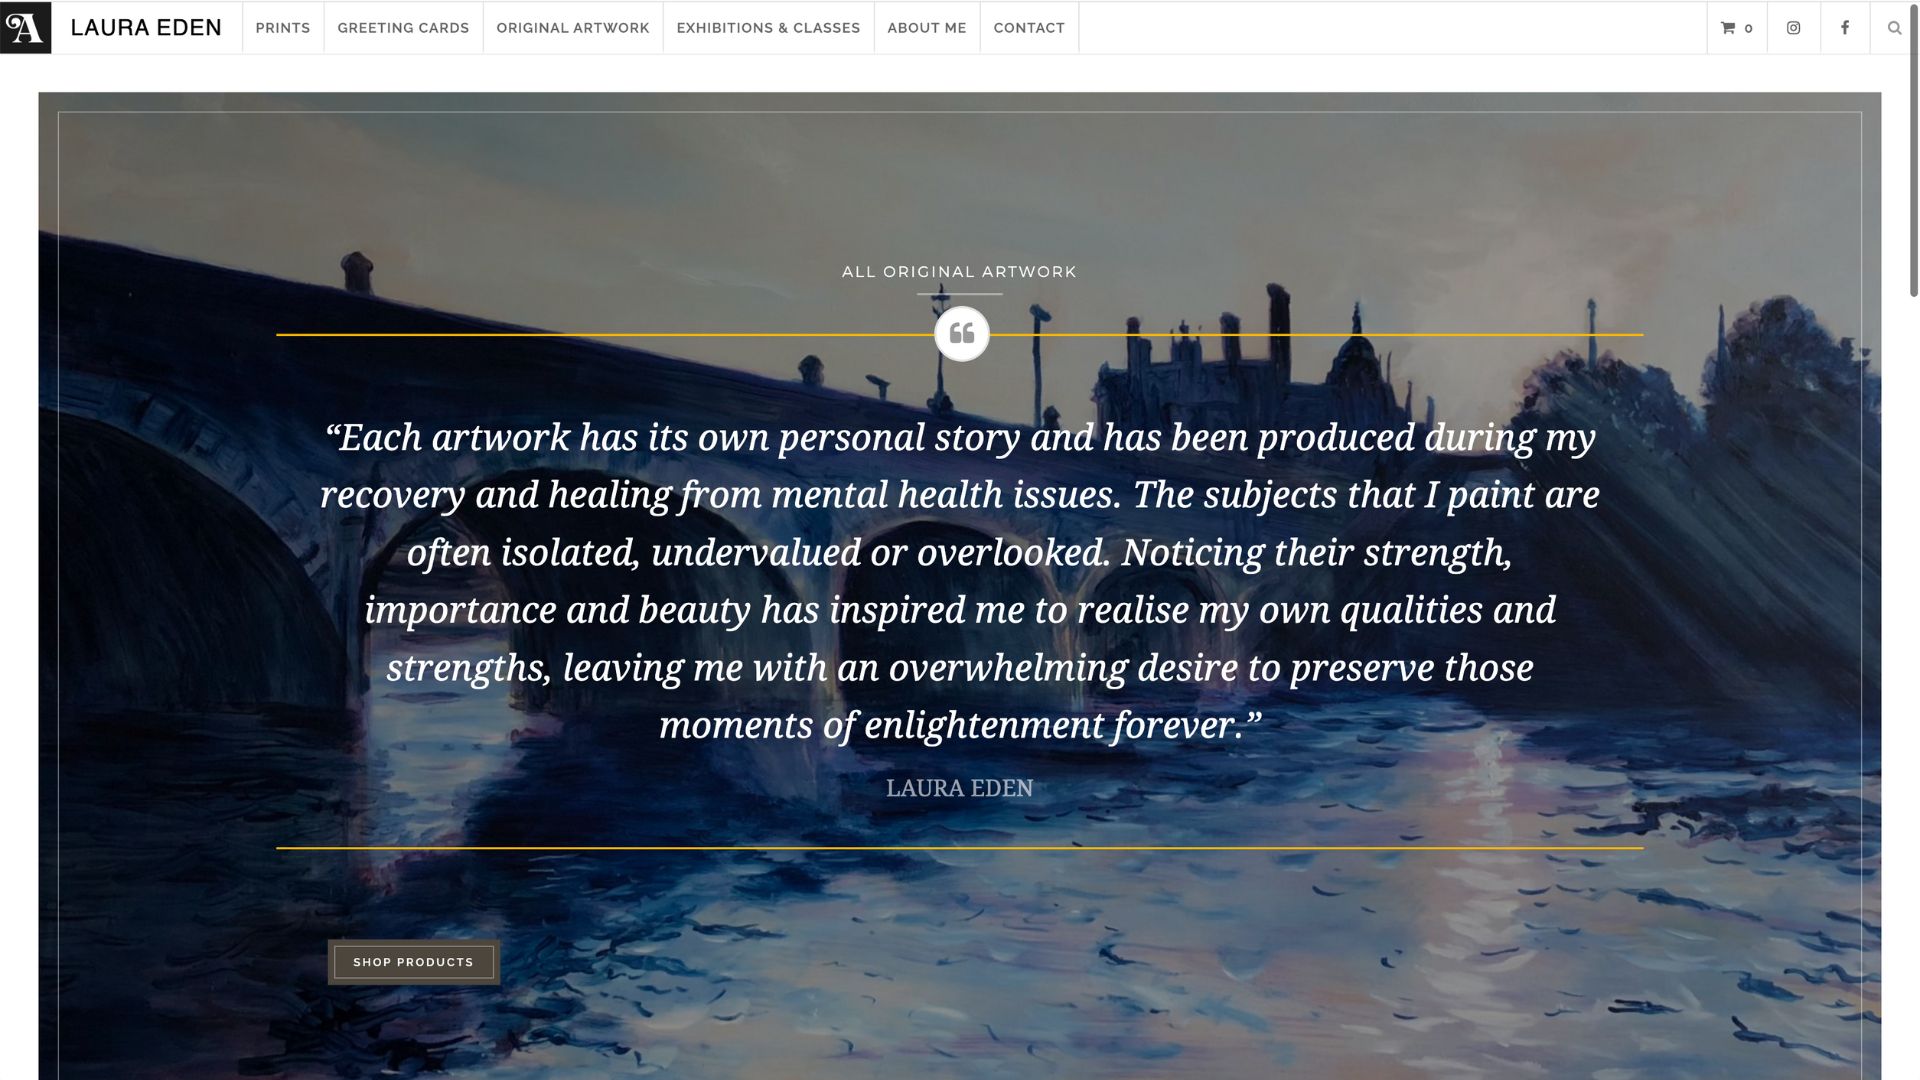 A LAURA EDEN PRINTS GREETING CARDS ORIGINAL ARTWORK EXHIBITIONS & CLASSES ABOUT ME CONTACT 0
ALL ORIGINAL ARTWORK
“Each artwork has its own personal story and has been produced during my
recovery and healing from mental health issues. The subjects that I paint are
often isolated, undervalued or overlooked. Noticing their strength,
importance and beauty has inspired me to realise my own qualities and
strengths, leaving me with an overwhelming desire to preserve those
moments of enlightenment forever.”
LAURA EDEN
SHOP PRODUCTS